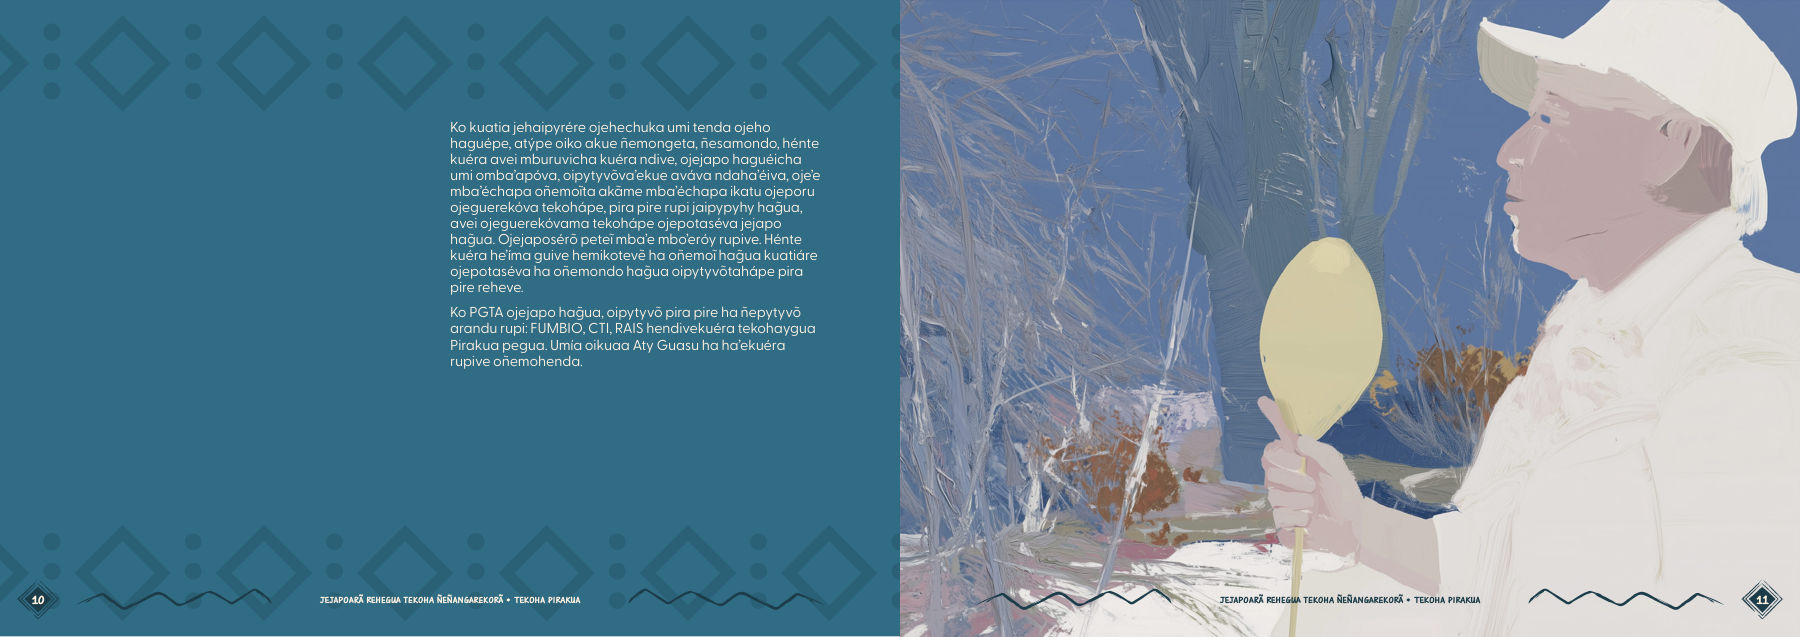 Ko kuatia jehaipyrére ojehechuka umi tenda ojeho
haguépe, atýpe oiko akue ñemongeta, ñesamondo, hénte
kuéra avei mburuvicha kuéra ndive, ojejapo haguéicha
umi omba'apóva, oipytyvõva'ekue aváva ndaha'éiva, oje'e
mba'échapa oñemoĩta akãme mba'échapa ikatu ojeporu
ojeguerekóva tekohápe, pira pire rupi jaipypyhy hag̃ua,
avei ojeguerekóvama tekohápe ojepotaséva jejapo
hag̃ua. Ojejaposérõ peteĩ mba'e mbo'eróy rupive. Hénte
kuéra he'íma guive hemikotevẽ ha oñemoĩ hag̃ua kuatiáre
ojepotaséva ha oñemondo hag̃ua oipytyvõtahápe pira
pire reheve.
Ko PGTA ojejapo hag̃ua, oipytyvõ pira pire ha ñepytyvõ
arandu rupi: FUMBIO, CTI, RAIS hendivekuéra tekohaygua
Pirakua pegua. Umía oikuaa Aty Guasu ha ha'ekuéra
rupive oñemohenda.
10
JEJAPOARÃ REHEGUA TEKOHA ÑEÑANGAREKORÃ • TEKOHA PIRAKUA
JEJAPOARÃ REHEGUA TEKOHA ÑEÑANGAREKORÃ • TEKOHA PIRAKUA
11